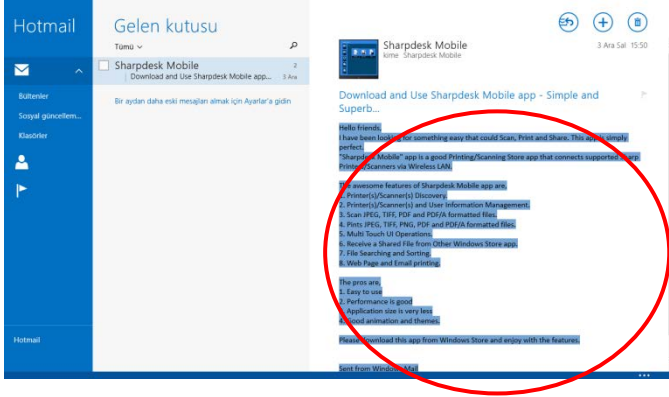 Hotmail
Bültenler
Sosyal güncellem...
Klasörler
Hotmail
Gelen kutusu
Tümü
Sharpdesk Mobile 2
Download and Use Sharpdesk Mobile app... 3 Ara
Bir aydan daha eski mesajları almak için Ayarlar'a gidin
Sharpdesk Mobile 3 Ara Sal 15:50
kime Sharpdesk Mobile
Download and Use Sharpdesk Mobile app - Simple and
Superb...
Hello friends,
I have been looking for something easy that could Scan, Print and Share. This app is simply
perfect.
"Sharpdesk Mobile" app is a good Printing/Scanning Store app that connects supported Sharp
Printers/Scanners via Wireless LAN.
The awesome features of Sharpdesk Mobile app are,
1. Printer(s)/Scanner(s) Discovery.
2. Printer(s)/Scanner(s) and User Information Management.
3. Scan JPEG, TIFF, PDF and PDF/A formatted files.
4. Pints JPEG, TIFF, PNG, PDF and PDF/A formatted files.
5. Multi Touch UI Operations.
6. Receive a Shared File from Other Windows Store app.
7. File Searching and Sorting.
8. Web Page and Email printing.
The pros are,
1. Easy to use
2. Performance is good
3. Application size is very less
4. Good animation and themes.
Please download this app from Windows Store and enjoy with the features.
Sent from Windows Mail